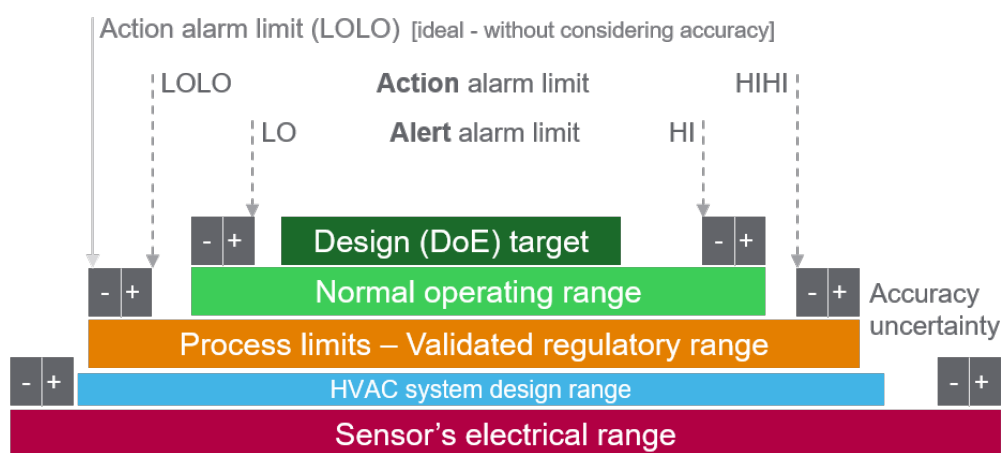 Action alarm limit (LOLO) [ideal - without considering accuracy]
LOLO Action alarm limit HIHI
LO Alert alarm limit HI
- + Design (DoE) target - +
- + Normal operating range - + Accuracy
uncertainty
Process limits – Validated regulatory range
- + HVAC system design range - +
Sensor's electrical range